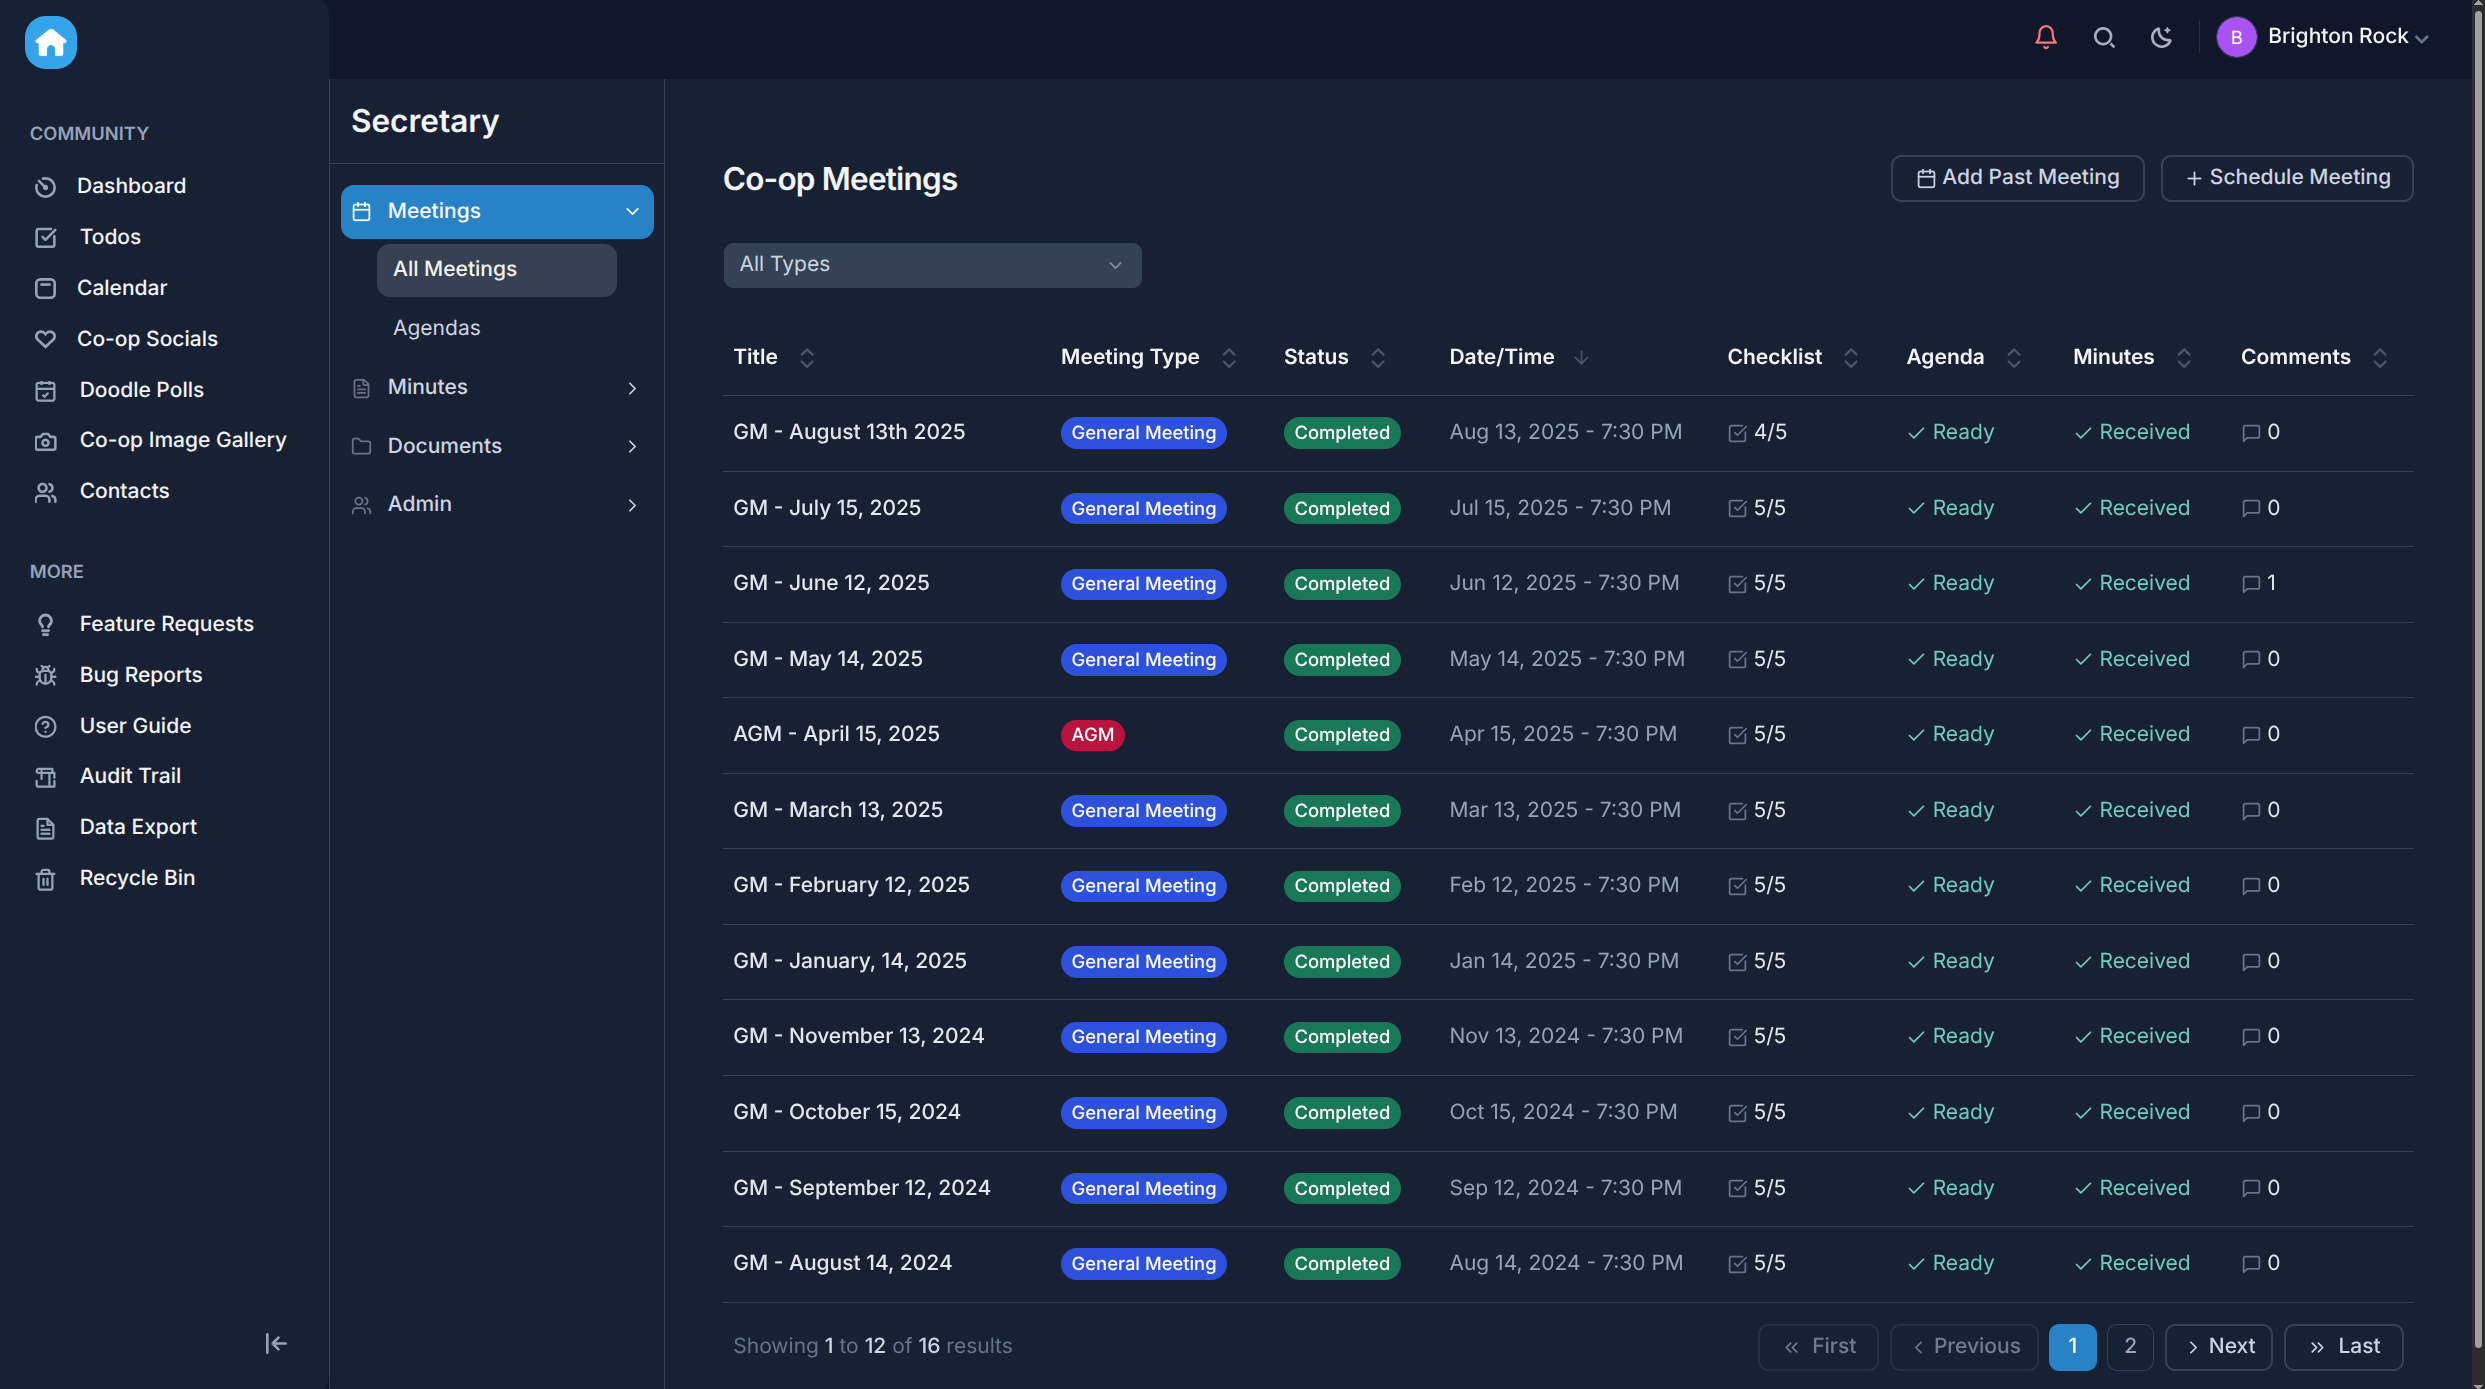 B
Brighton Rock
COMMUNITY
Dashboard
Todos
Calendar
Co-op Socials
Doodle Polls
Co-op Image Gallery
Contacts
MORE
Feature Requests
Bug Reports
User Guide
Audit Trail
Data Export
Recycle Bin
Secretary
Meetings
All Meetings
Agendas
Minutes
Documents
Admin
Co-op Meetings
Add Past Meeting
Schedule Meeting
All Types
Title Meeting Type Status Date/Time Checklist Agenda Minutes Comments
GM - August 13th 2025 General Meeting Completed Aug 13, 2025 - 7:30 PM 4/5 Ready Received 0
GM - July 15, 2025 General Meeting Completed Jul 15, 2025 - 7:30 PM 5/5 Ready Received 0
GM - June 12, 2025 General Meeting Completed Jun 12, 2025 - 7:30 PM 5/5 Ready Received 1
GM - May 14, 2025 General Meeting Completed May 14, 2025 - 7:30 PM 5/5 Ready Received 0
AGM - April 15, 2025 AGM Completed Apr 15, 2025 - 7:30 PM 5/5 Ready Received 0
GM - March 13, 2025 General Meeting Completed Mar 13, 2025 - 7:30 PM 5/5 Ready Received 0
GM - February 12, 2025 General Meeting Completed Feb 12, 2025 - 7:30 PM 5/5 Ready Received 0
GM - January, 14, 2025 General Meeting Completed Jan 14, 2025 - 7:30 PM 5/5 Ready Received 0
GM - November 13, 2024 General Meeting Completed Nov 13, 2024 - 7:30 PM 5/5 Ready Received 0
GM - October 15, 2024 General Meeting Completed Oct 15, 2024 - 7:30 PM 5/5 Ready Received 0
GM - September 12, 2024 General Meeting Completed Sep 12, 2024 - 7:30 PM 5/5 Ready Received 0
GM - August 14, 2024 General Meeting Completed Aug 14, 2024 - 7:30 PM 5/5 Ready Received 0
Showing 1 to 12 of 16 results
« First ‹ Previous 1 2 › Next » Last